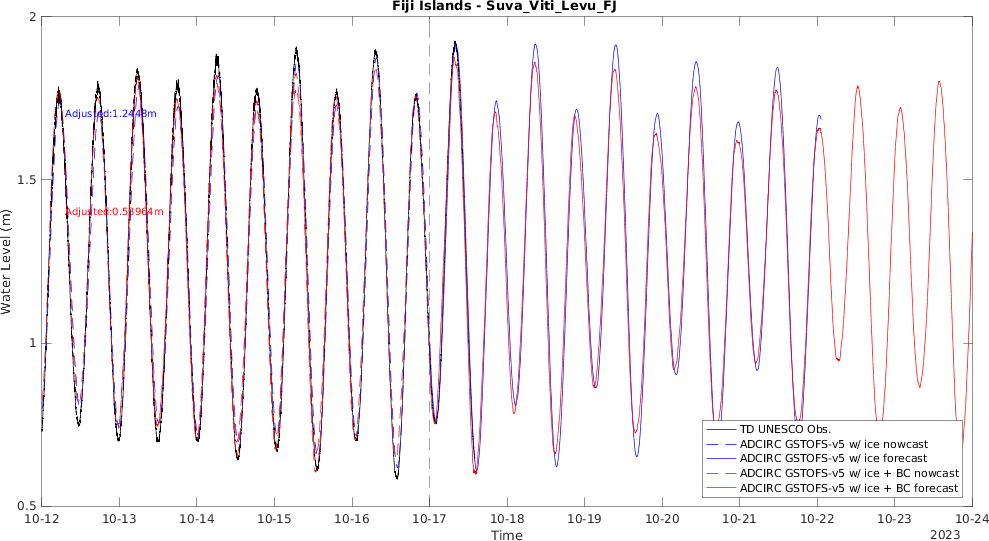 Fiji Islands - Suva_Viti_Levu_FJ
2
Adjusted:1.2448m
1.5
Adjusted:0.53964m
Water Level (m)
1
TD UNESCO Obs.
ADCIRC GSTOFS-v5 w/ ice nowcast
ADCIRC GSTOFS-v5 w/ ice forecast
ADCIRC GSTOFS-v5 w/ ice + BC nowcast
ADCIRC GSTOFS-v5 w/ ice + BC forecast
0.5
10-12 10-13 10-14 10-15 10-16 10-17 10-18 10-19 10-20 10-21 10-22 10-23 10-24
Time 2023